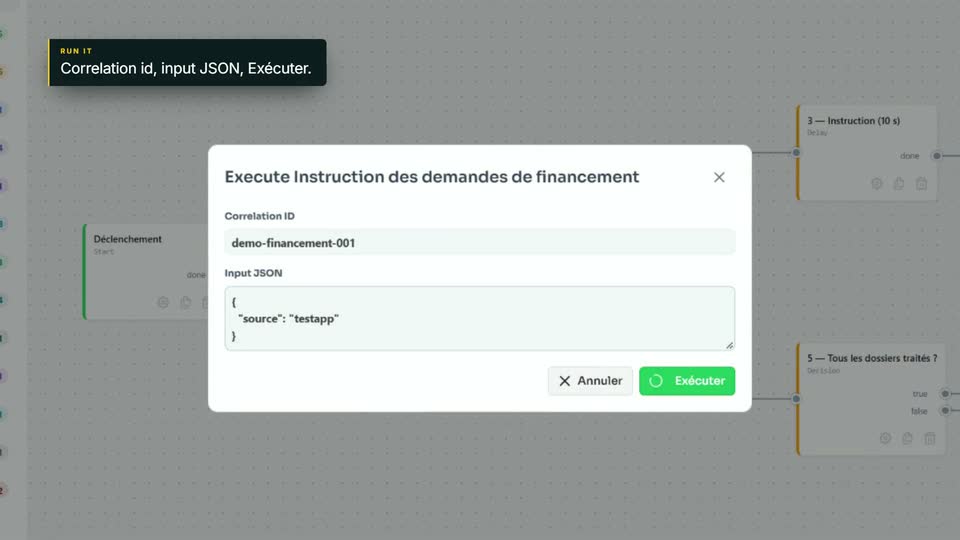 RUN IT
Correlation id, input JSON, Exécuter.
3 — Instruction (10 s)
Delay
done
Execute Instruction des demandes de financement
Correlation ID
demo-financement-001
Déclenchement
Start
done
Input JSON
{
"source": "testapp"
}
Annuler
Exécuter
5 — Tous les dossiers traités ?
Decision
true
false